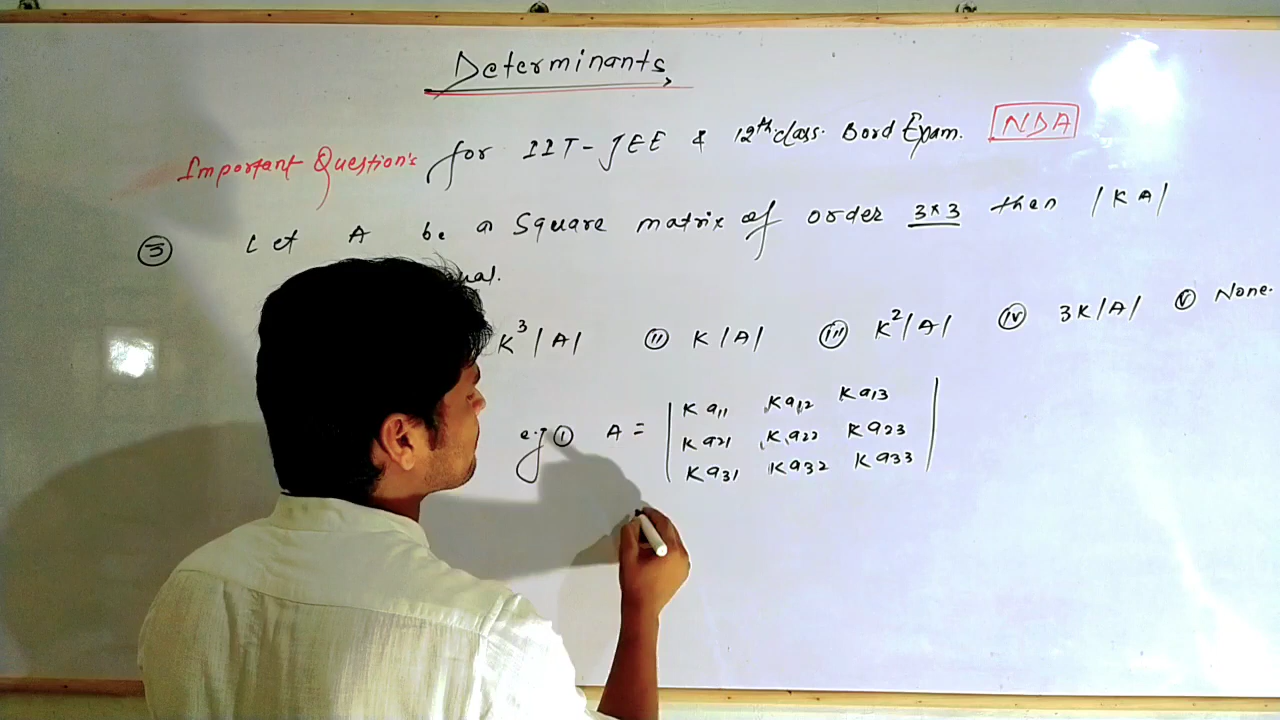 Determinants
Important Question's for IIT-JEE & 12th class. Bord Exam. NDA
③ Let A be a Square matrix of order 3×3 then |KA|
K³|A| ⅱ K|A| ⅲ K²|A| ⅳ 3K|A| ⅴ None.
e.g ① A = | Ka₁₁ Ka₁₂ Ka₁₃ |
Ka₂₁ Ka₂₂ Ka₂₃
Ka₃₁ Ka₃₂ Ka₃₃